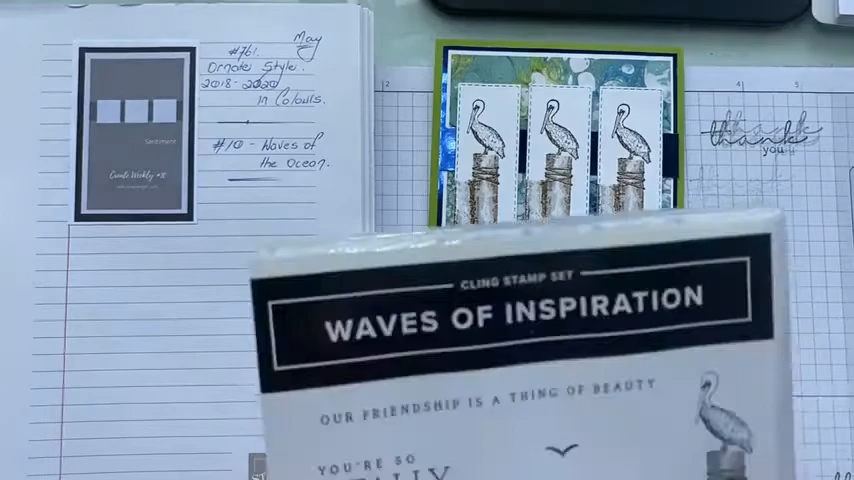 May
#761.
Ornate Style.
2018-2020
in Colours.
#10 - Waves of
the Ocean.
Sentiment
Create Weekly #10
2
4
5
thank
you
CLING STAMP SET
WAVES OF INSPIRATION
OUR FRIENDSHIP IS A THING OF BEAUTY
YOU'RE SO